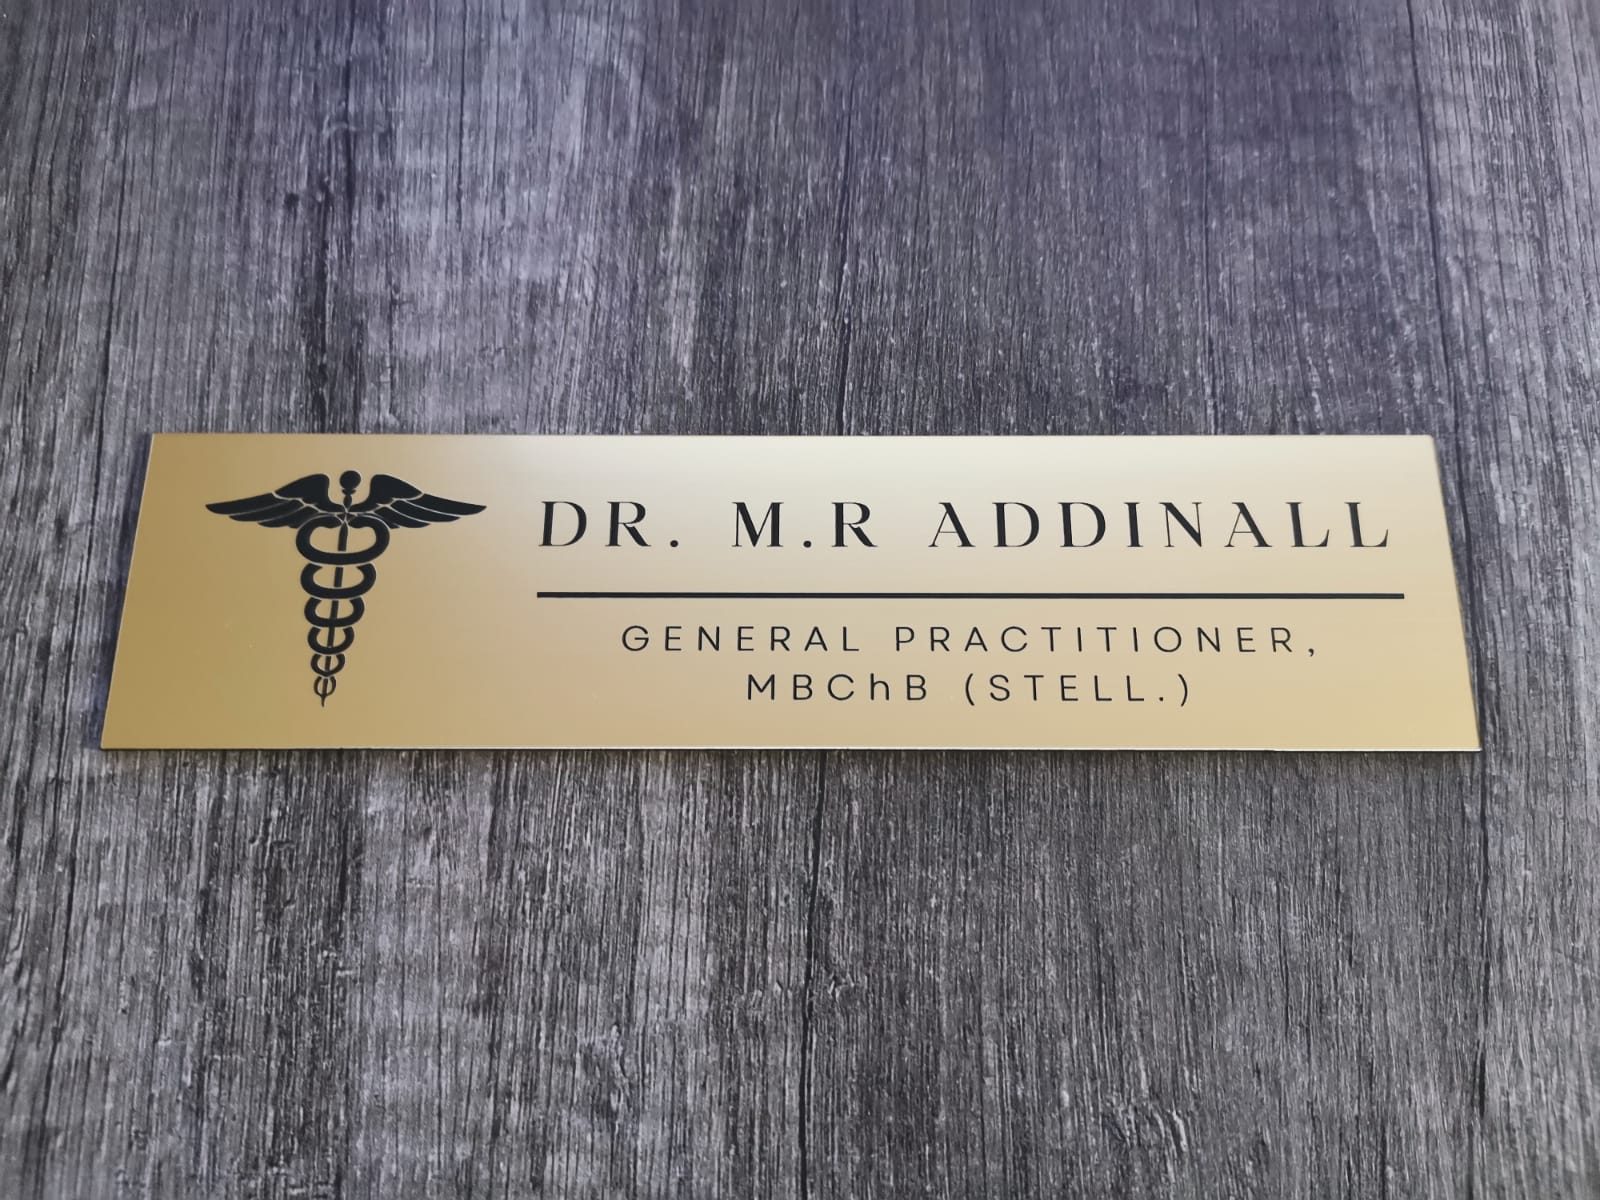 DR. M.R ADDINALL
GENERAL PRACTITIONER,
MBChB (STELL.)